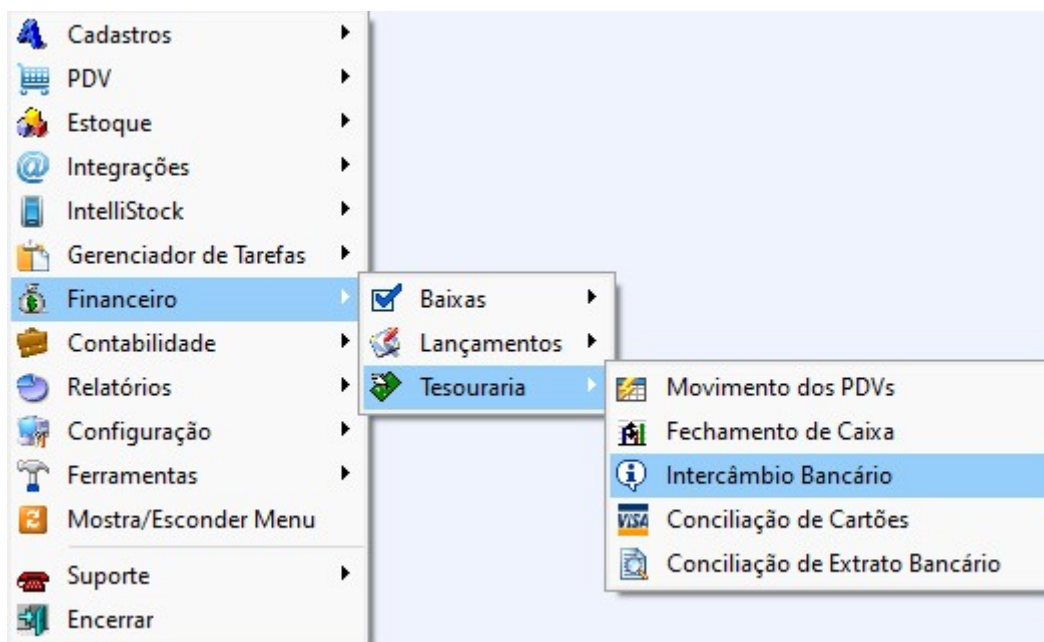 Cadastros
PDV
Estoque
Integrações
IntelliStock
Gerenciador de Tarefas
Financeiro
Contabilidade
Relatórios
Configuração
Ferramentas
Mostra/Esconder Menu
Suporte
Encerrar
Baixas
Lançamentos
Tesouraria
Movimento dos PDVs
Fechamento de Caixa
Intercâmbio Bancário
VISA Conciliação de Cartões
Conciliação de Extrato Bancário